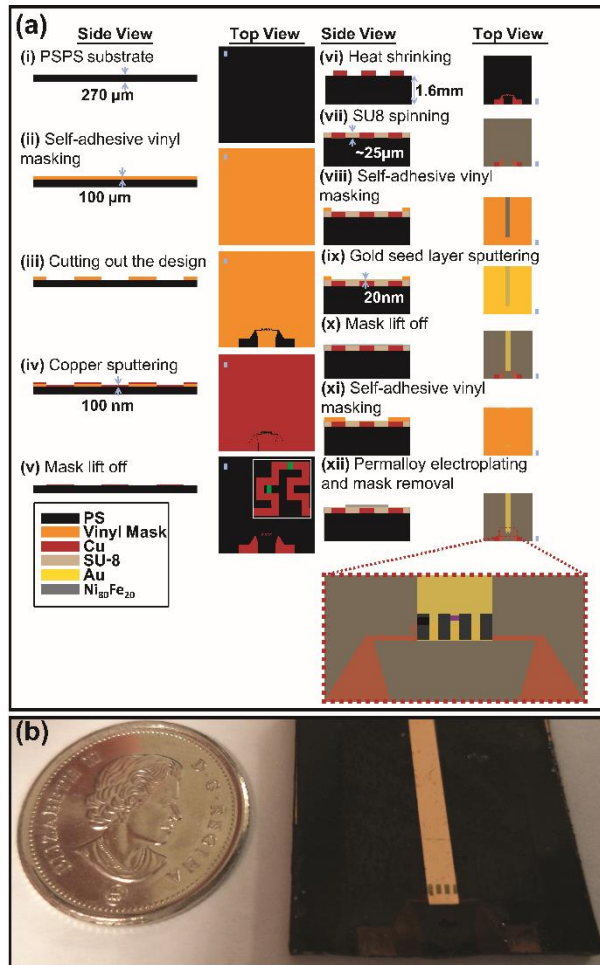 (a)
Side View
Top View
Side View
Top View
(i) PSPS substrate
270 µm
(ii) Self-adhesive vinyl
masking
100 µm
(iii) Cutting out the design
(iv) Copper sputtering
100 nm
(v) Mask lift off
PS
Vinyl Mask
Cu
SU-8
Au
Ni80Fe20
(vi) Heat shrinking
1.6mm
(vii) SU8 spinning
~25µm
(viii) Self-adhesive vinyl
masking
(ix) Gold seed layer sputtering
20nm
(x) Mask lift off
(xi) Self-adhesive vinyl
masking
(xii) Permalloy electroplating
and mask removal
(b)
ELIZABETH II
D·G·REGINA